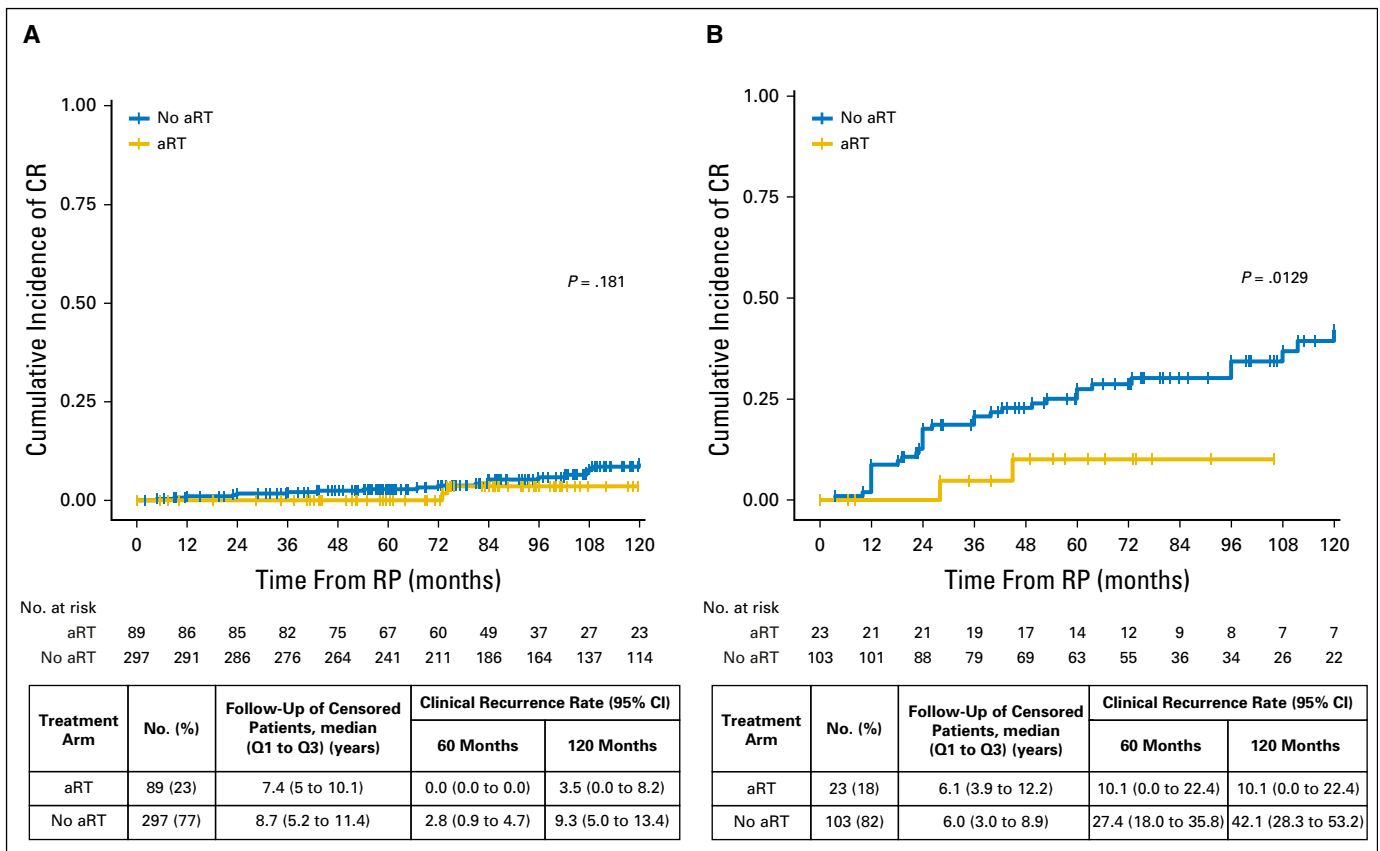 A
1.00
0.75
0.50
0.25
0.00
Cumulative Incidence of CR
No aRT
aRT
P = .181
0 12 24 36 48 60 72 84 96 108 120
Time From RP (months)
No. at risk
aRT 89 86 85 82 75 67 60 49 37 27 23
No aRT 297 291 286 276 264 241 211 186 164 137 114
Treatment Arm
No. (%)
Follow-Up of Censored Patients, median (Q1 to Q3) (years)
Clinical Recurrence Rate (95% CI)
60 Months 120 Months
aRT 89 (23) 7.4 (5 to 10.1) 0.0 (0.0 to 0.0) 3.5 (0.0 to 8.2)
No aRT 297 (77) 8.7 (5.2 to 11.4) 2.8 (0.9 to 4.7) 9.3 (5.0 to 13.4)
B
1.00
0.75
0.50
0.25
0.00
Cumulative Incidence of CR
No aRT
aRT
P = .0129
0 12 24 36 48 60 72 84 96 108 120
Time From RP (months)
No. at risk
aRT 23 21 21 19 17 14 12 9 8 7 7
No aRT 103 101 88 79 69 63 55 36 34 26 22
Treatment Arm
No. (%)
Follow-Up of Censored Patients, median (Q1 to Q3) (years)
Clinical Recurrence Rate (95% CI)
60 Months 120 Months
aRT 23 (18) 6.1 (3.9 to 12.2) 10.1 (0.0 to 22.4) 10.1 (0.0 to 22.4)
No aRT 103 (82) 6.0 (3.0 to 8.9) 27.4 (18.0 to 35.8) 42.1 (28.3 to 53.2)